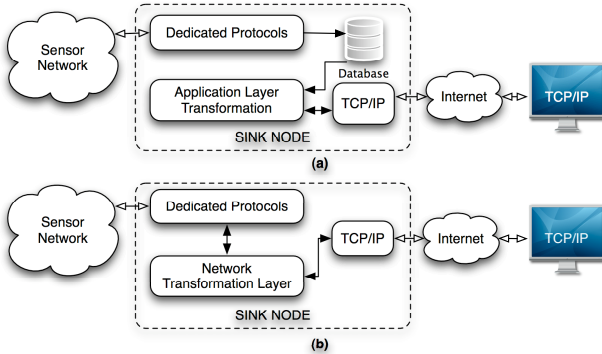 Sensor
Network
Dedicated Protocols
Database
Application Layer
Transformation
TCP/IP
Internet
TCP/IP
SINK NODE
(a)
Sensor
Network
Dedicated Protocols
Network
Transformation Layer
TCP/IP
Internet
TCP/IP
SINK NODE
(b)